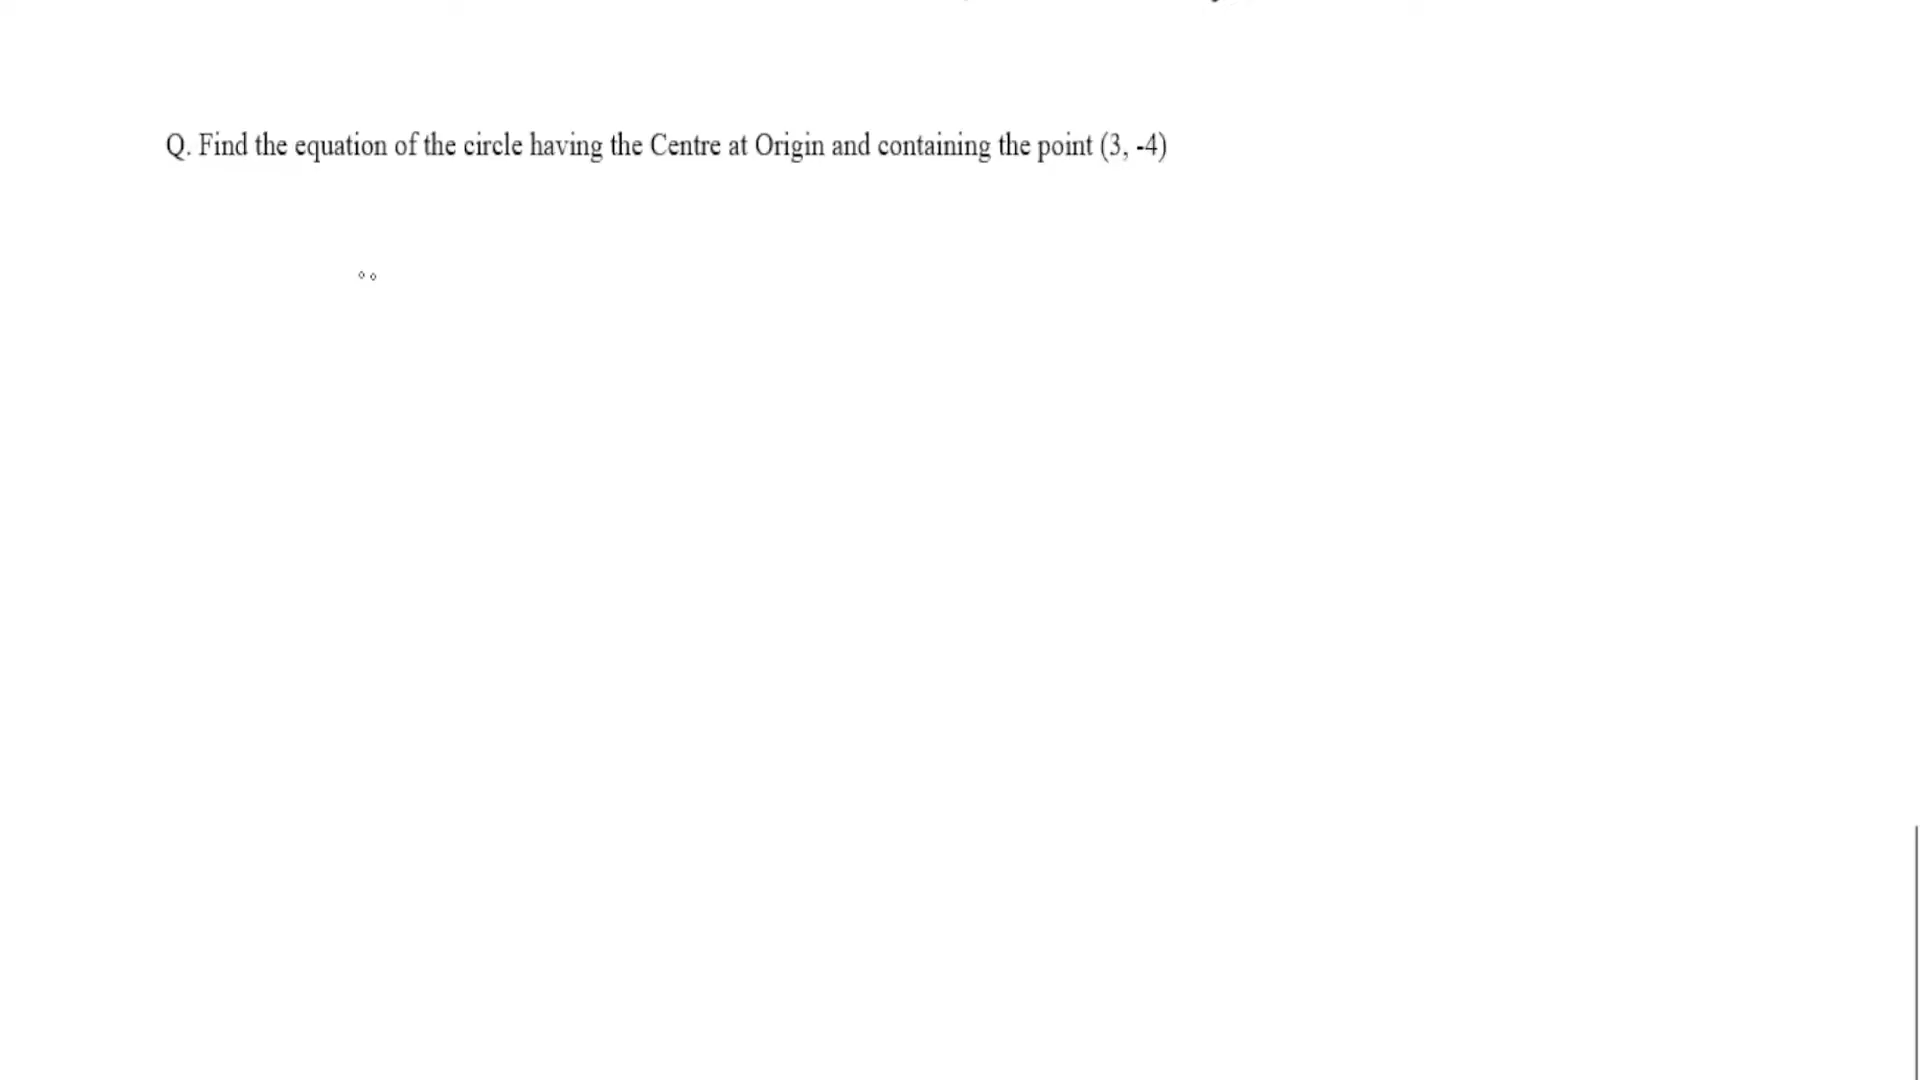 Q. Find the equation of the circle having the Centre at Origin and containing the point (3, -4)